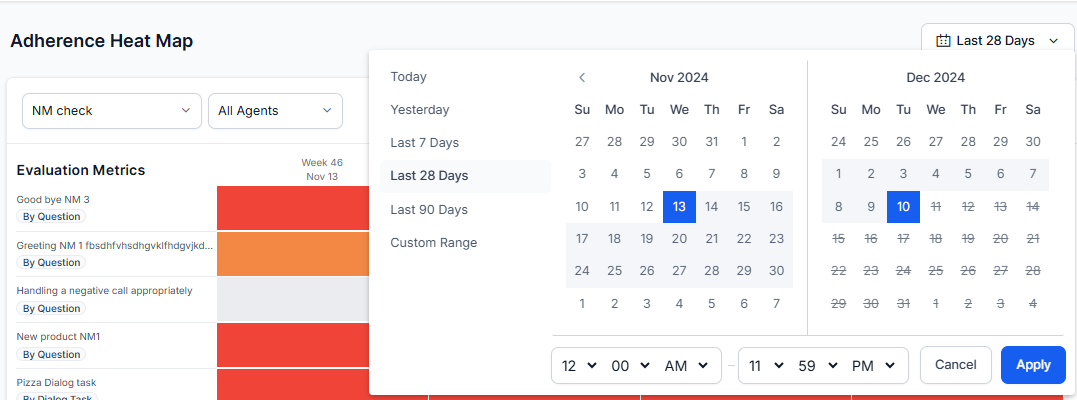 Adherence Heat Map
Last 28 Days
NM check
All Agents
Evaluation Metrics
Week 46
Nov 13
Good bye NM 3
By Question
Greeting NM 1 fbsdhfvhsdhgvklfhdgvjkd...
By Question
Handling a negative call appropriately
By Question
New product NM1
By Question
Pizza Dialog task
By Dialog Task
Today
Yesterday
Last 7 Days
Last 28 Days
Last 90 Days
Custom Range
Nov 2024
Su Mo Tu We Th Fr Sa
27 28 29 30 31 1 2
3 4 5 6 7 8 9
10 11 12 13 14 15 16
17 18 19 20 21 22 23
24 25 26 27 28 29 30
1 2 3 4 5 6 7
Dec 2024
Su Mo Tu We Th Fr Sa
24 25 26 27 28 29 30
1 2 3 4 5 6 7
8 9 10 11 12 13 14
15 16 17 18 19 20 21
22 23 24 25 26 27 28
29 30 31 1 2 3 4
12 00 AM – 11 59 PM
Cancel
Apply